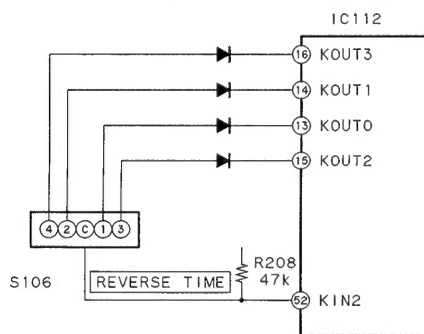 IC112
16 KOUT3
14 KOUT1
13 KOUT0
15 KOUT2
4 2 C 1 3
S106
REVERSE TIME
R208
47k
52 KIN2